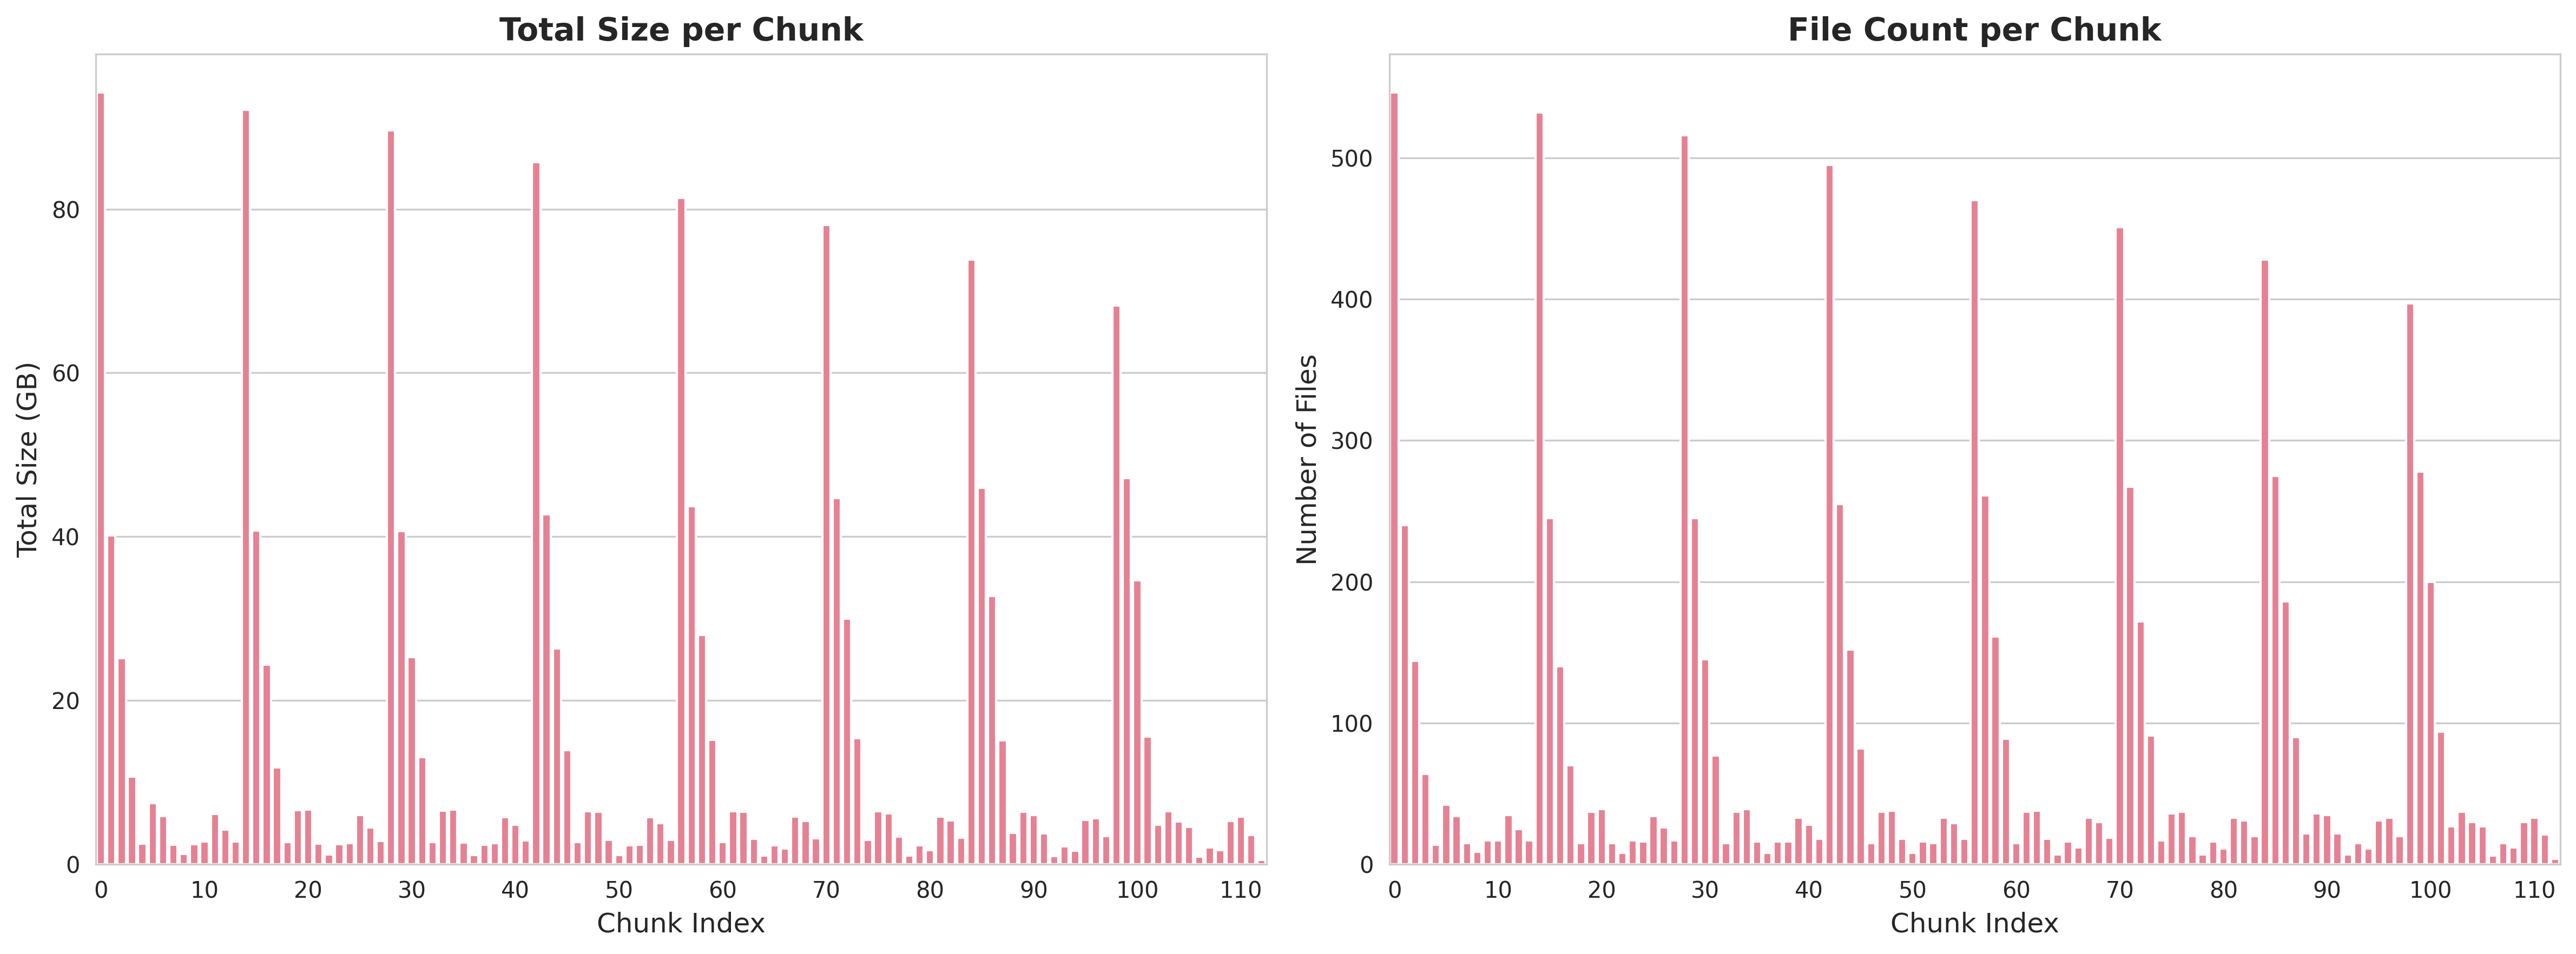 Total Size per Chunk
Total Size (GB)
80
60
40
20
0
0 10 20 30 40 50 60 70 80 90 100 110
Chunk Index
File Count per Chunk
Number of Files
500
400
300
200
100
0
0 10 20 30 40 50 60 70 80 90 100 110
Chunk Index